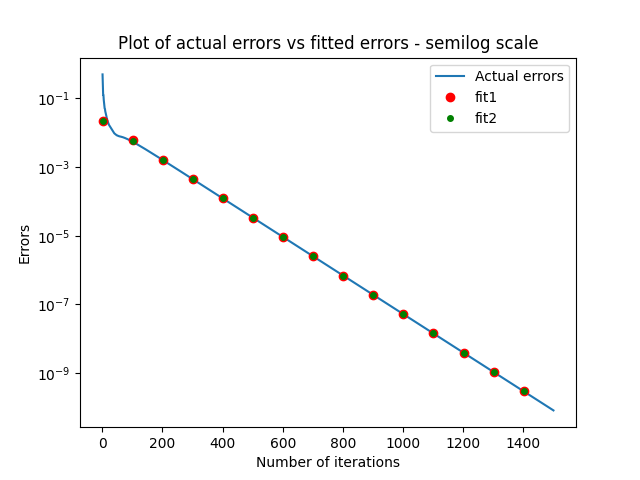 Plot of actual errors vs fitted errors - semilog scale
Actual errors
fit1
fit2
Errors
10⁻¹
10⁻³
10⁻⁵
10⁻⁷
10⁻⁹
0 200 400 600 800 1000 1200 1400
Number of iterations